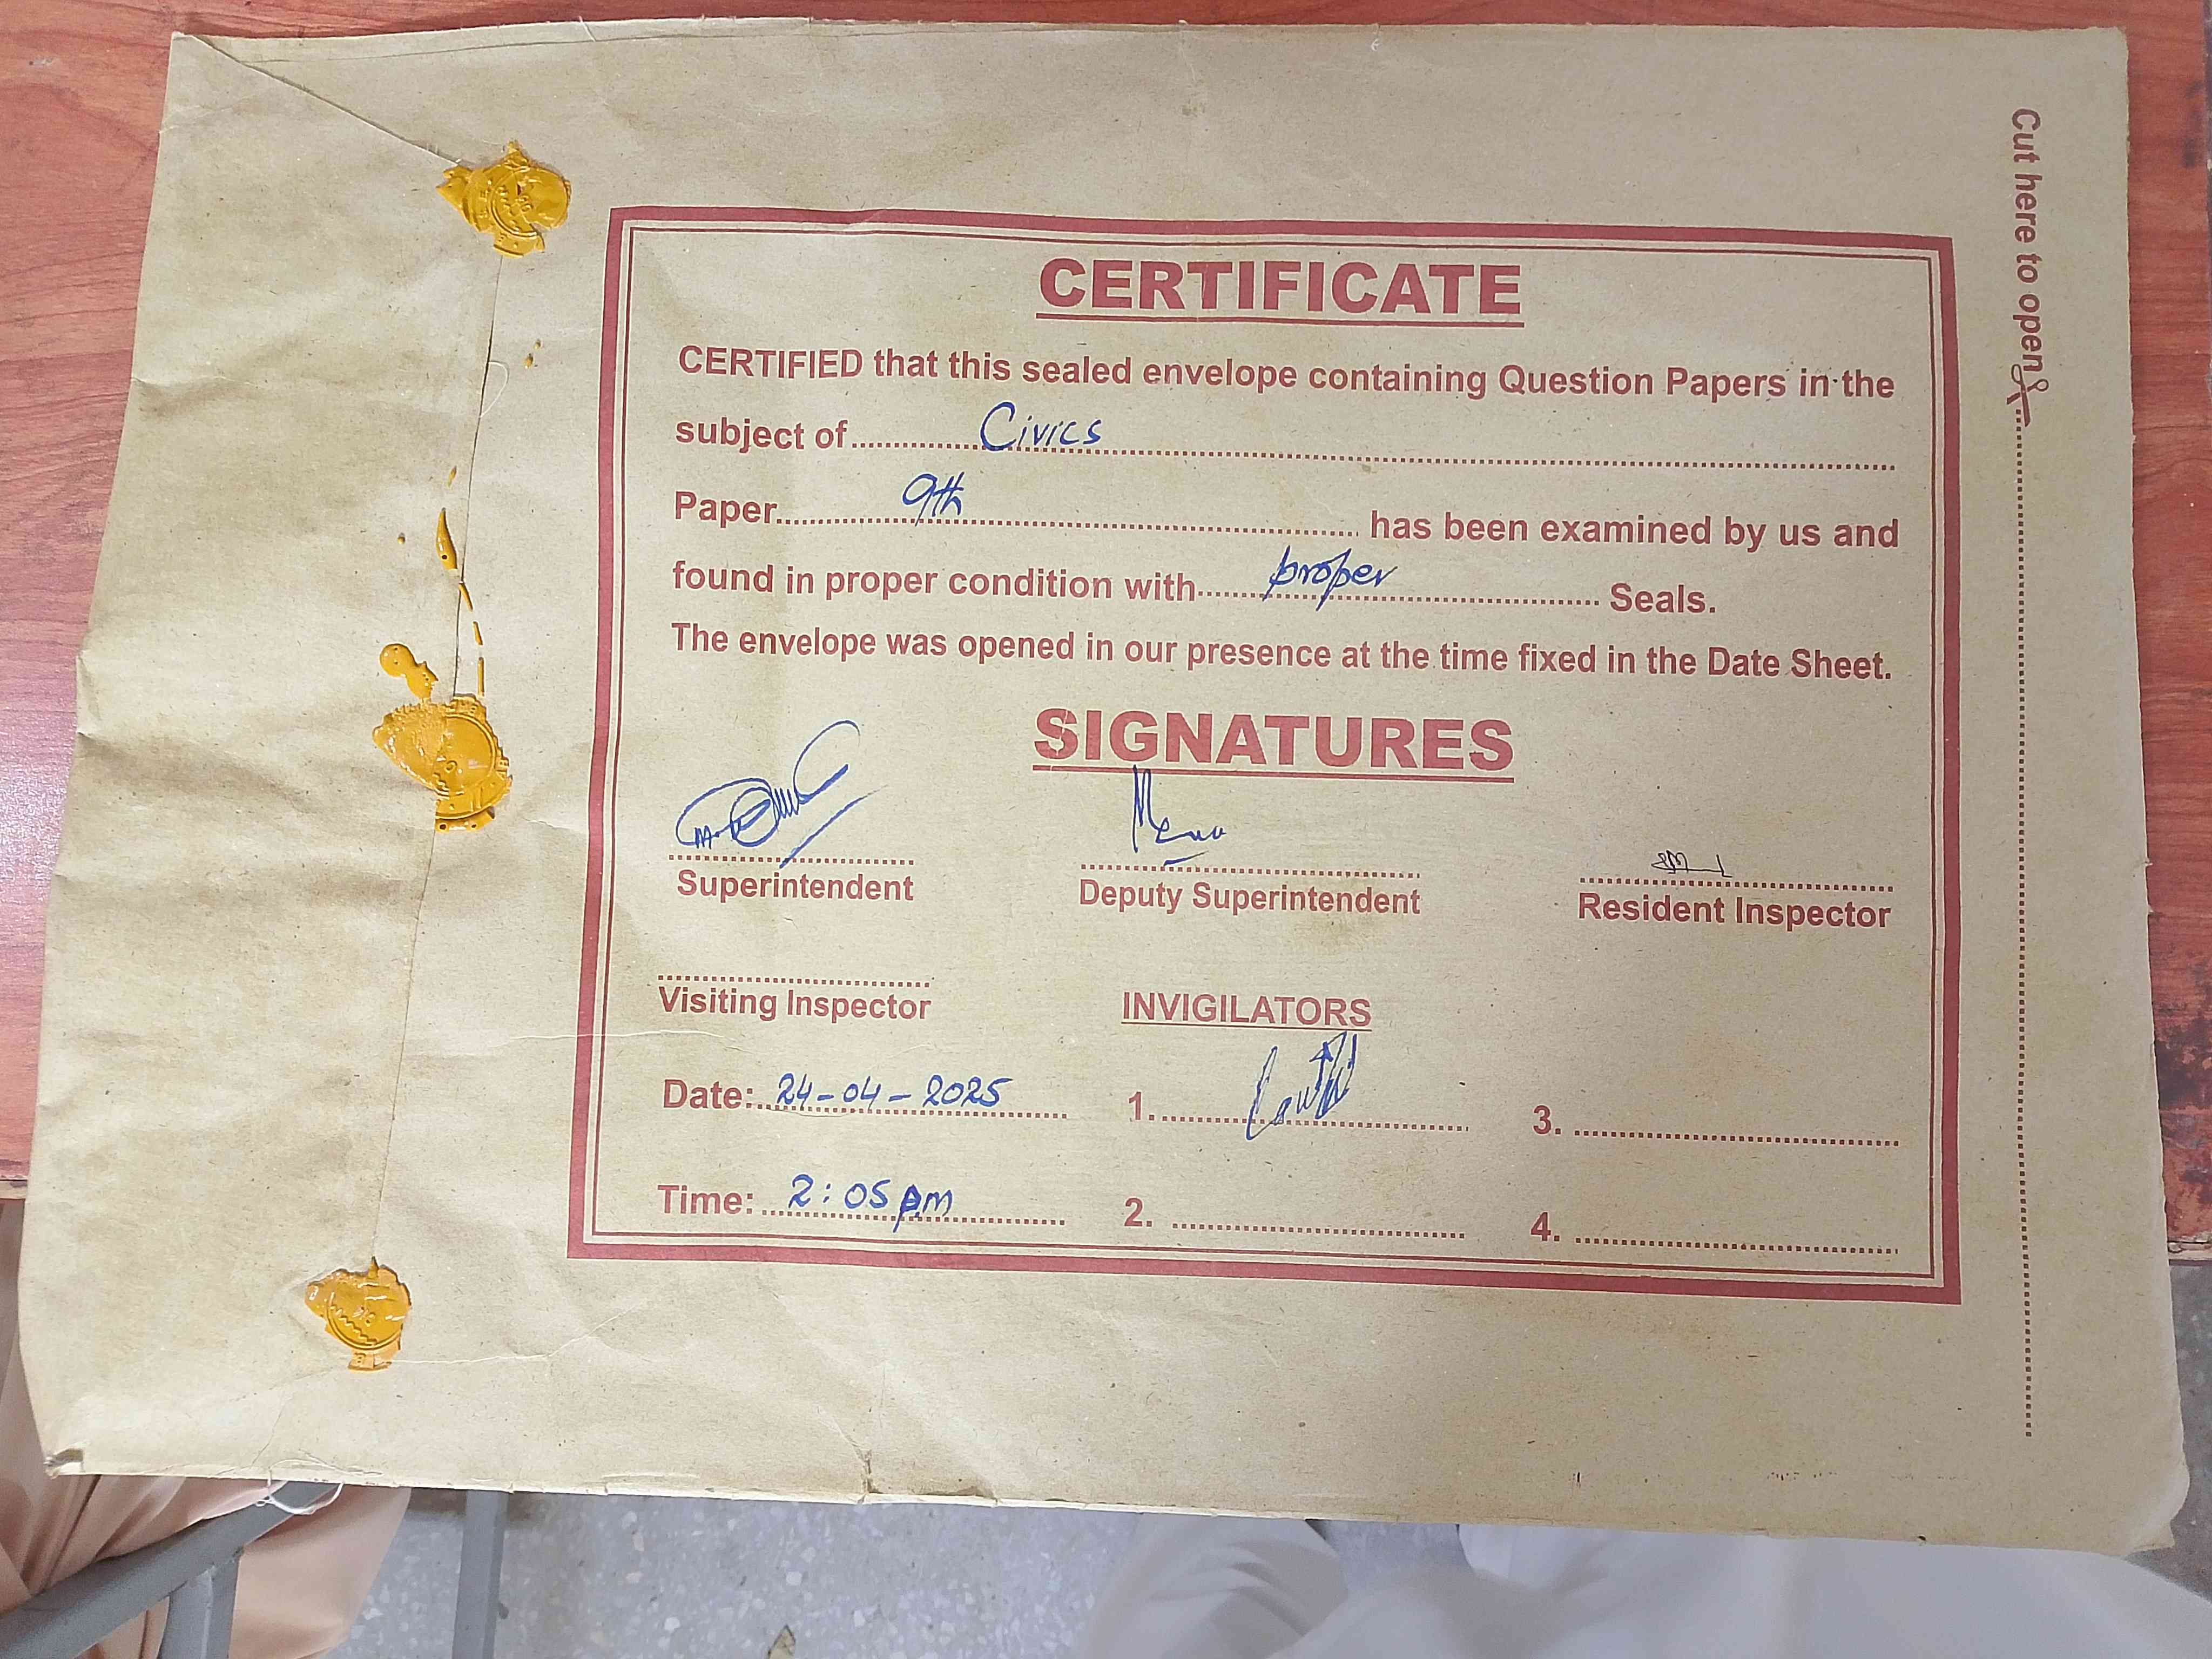 Cut here to open
CERTIFICATE
CERTIFIED that this sealed envelope containing Question Papers in the
subject of Civics
Paper 9th has been examined by us and
found in proper condition with proper Seals.
The envelope was opened in our presence at the time fixed in the Date Sheet.
SIGNATURES
Superintendent Deputy Superintendent Resident Inspector
Visiting Inspector INVIGILATORS
Date: 24-04-2025 1. 3.
Time: 2:05 p.m 2. 4.